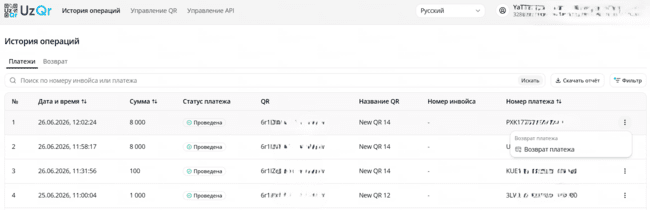 UzQr История операций Управление QR Управление API Русский
История операций
Платежи Возврат
Поиск по номеру инвойса или платежа Искать Скачать отчёт Фильтр
№ Дата и время Сумма Статус платежа QR Название QR Номер инвойса Номер платежа
1 26.06.2026, 12:02:24 8 000 Проведена New QR 14 -
Возврат платежа
2 26.06.2026, 11:58:17 8 000 Проведена New QR 14 -
Возврат платежа
3 26.06.2026, 11:31:56 100 Проведена New QR 14 -
4 25.06.2026, 11:00:04 1 000 Проведена New QR 12 -